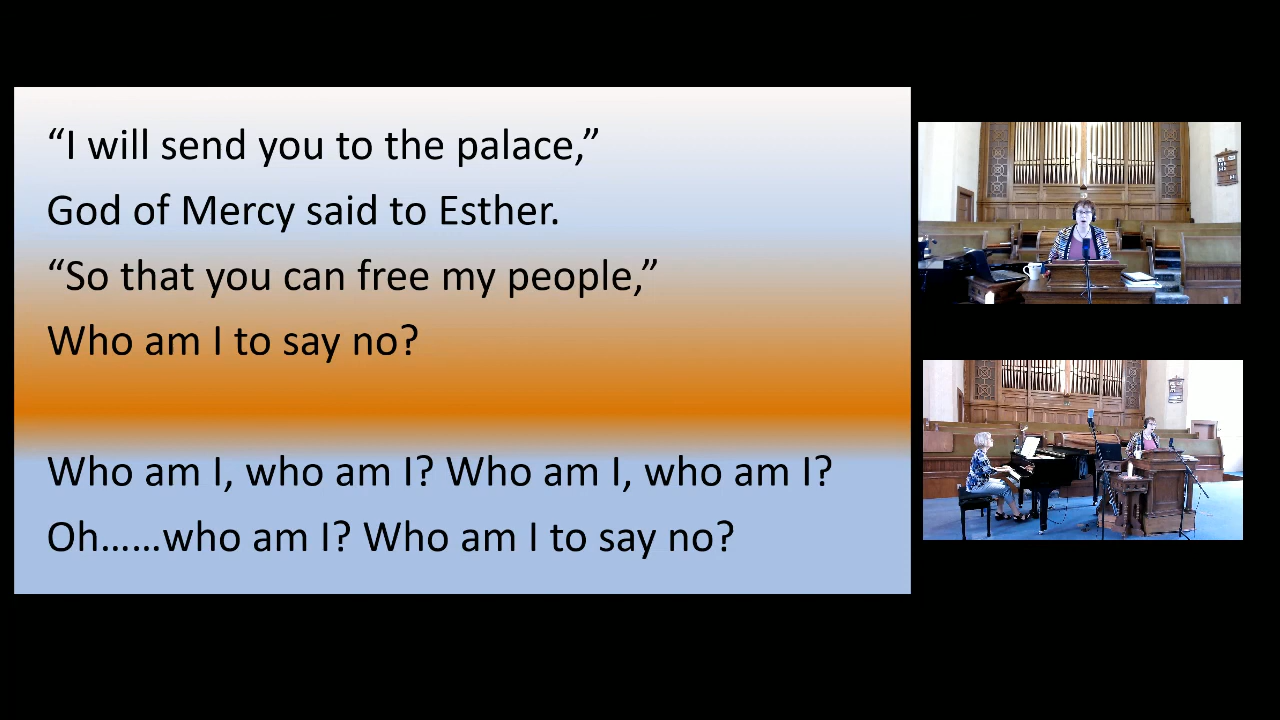 “I will send you to the palace,”
God of Mercy said to Esther.
“So that you can free my people,”
Who am I to say no?
Who am I, who am I? Who am I, who am I?
Oh……who am I? Who am I to say no?